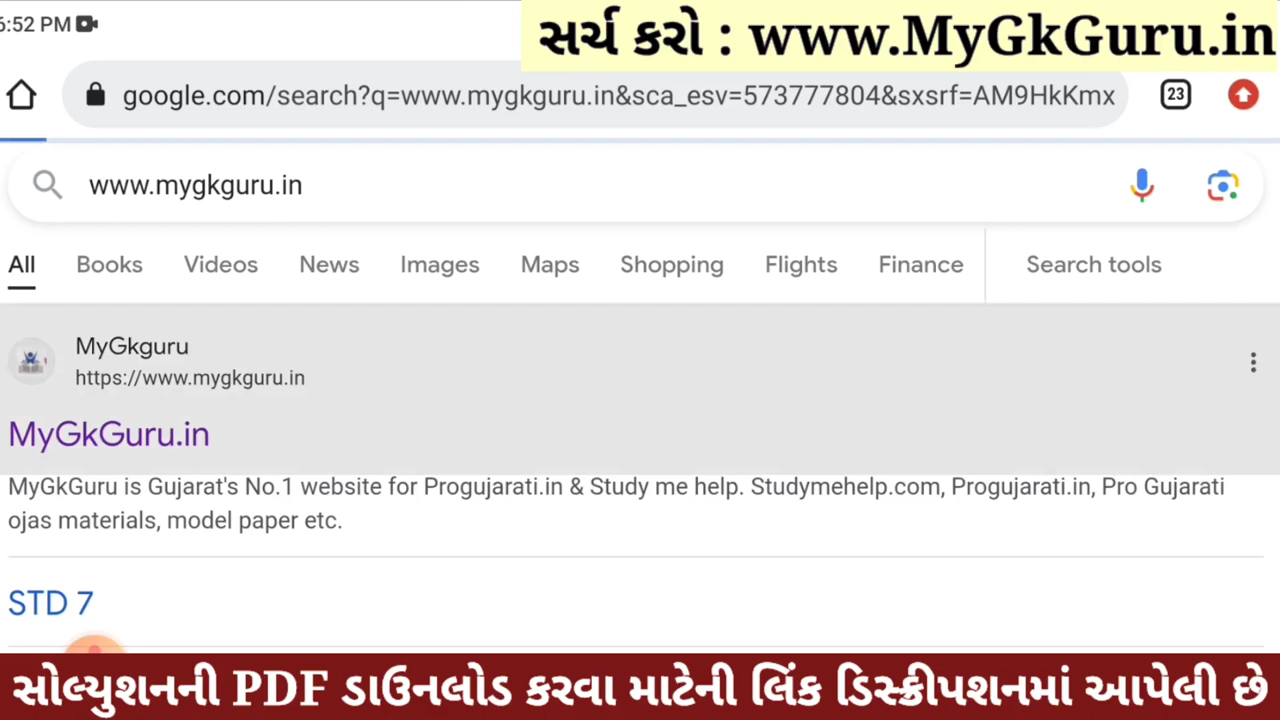 6:52 PM
સર્ચ કરો : www.MyGkGuru.in
google.com/search?q=www.mygkguru.in&sca_esv=573777804&sxsrf=AM9HkKmx
23
www.mygkguru.in
All Books Videos News Images Maps Shopping Flights Finance Search tools
MyGkguru
https://www.mygkguru.in
MyGkGuru.in
MyGkGuru is Gujarat's No.1 website for Progujarati.in & Study me help. Studymehelp.com, Progujarati.in, Pro Gujarati
ojas materials, model paper etc.
STD 7
સોલ્યુશનની PDF ડાઉનલોડ કરવા માટેની લિંક ડિસ્ક્રીપશનમાં આપેલી છે